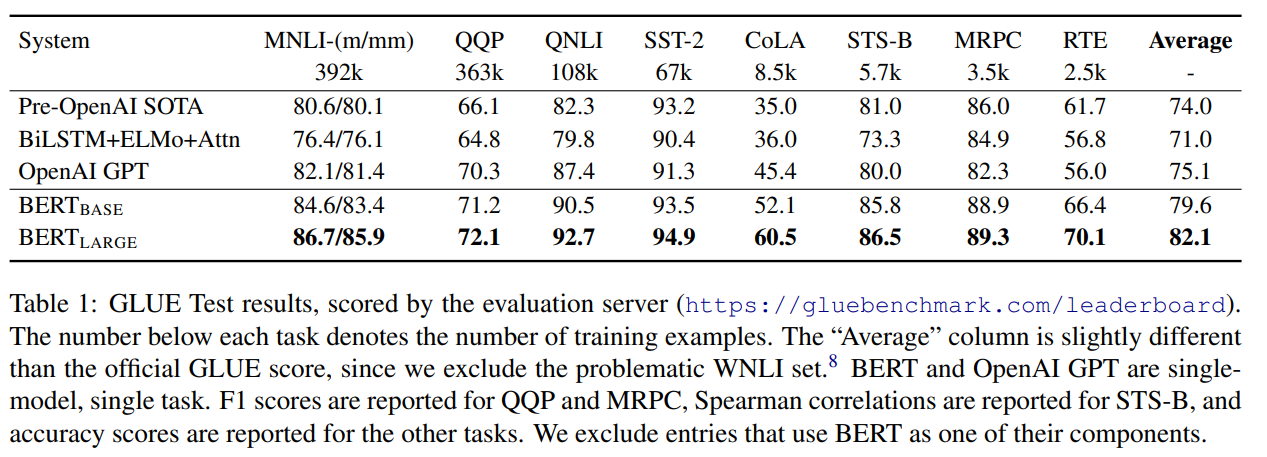 System MNLI-(m/mm) QQP QNLI SST-2 CoLA STS-B MRPC RTE Average
392k 363k 108k 67k 8.5k 5.7k 3.5k 2.5k -
Pre-OpenAI SOTA 80.6/80.1 66.1 82.3 93.2 35.0 81.0 86.0 61.7 74.0
BiLSTM+ELMo+Attn 76.4/76.1 64.8 79.8 90.4 36.0 73.3 84.9 56.8 71.0
OpenAI GPT 82.1/81.4 70.3 87.4 91.3 45.4 80.0 82.3 56.0 75.1
BERTBASE 84.6/83.4 71.2 90.5 93.5 52.1 85.8 88.9 66.4 79.6
BERTLARGE 86.7/85.9 72.1 92.7 94.9 60.5 86.5 89.3 70.1 82.1
Table 1: GLUE Test results, scored by the evaluation server (https://gluebenchmark.com/leaderboard).
The number below each task denotes the number of training examples. The “Average” column is slightly different
than the official GLUE score, since we exclude the problematic WNLI set.8 BERT and OpenAI GPT are single-
model, single task. F1 scores are reported for QQP and MRPC, Spearman correlations are reported for STS-B, and
accuracy scores are reported for the other tasks. We exclude entries that use BERT as one of their components.